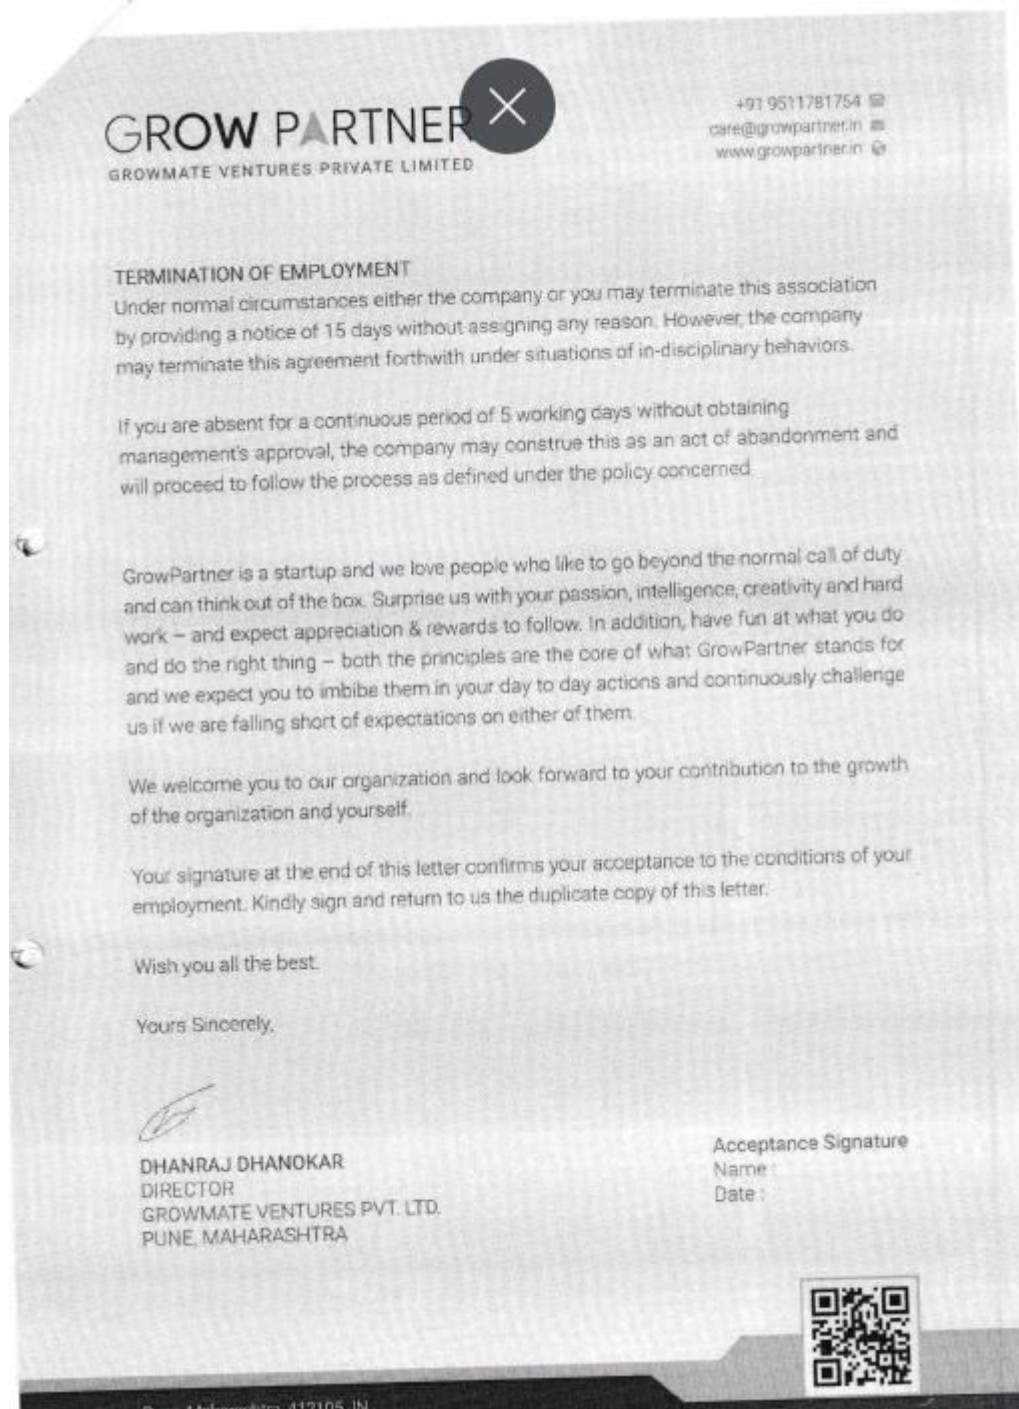 GROW PARTNER
GROWMATE VENTURES PRIVATE LIMITED
+91 9511781754
care@growpartner.in
www.growpartner.in
TERMINATION OF EMPLOYMENT
Under normal circumstances either the company or you may terminate this association
by providing a notice of 15 days without assigning any reason. However, the company
may terminate this agreement forthwith under situations of in-disciplinary behaviors.
If you are absent for a continuous period of 5 working days without obtaining
management's approval, the company may construe this as an act of abandonment and
will proceed to follow the process as defined under the policy concerned.
GrowPartner is a startup and we love people who like to go beyond the normal call of duty
and can think out of the box. Surprise us with your passion, intelligence, creativity and hard
work – and expect appreciation & rewards to follow. In addition, have fun at what you do
and do the right thing – both the principles are the core of what GrowPartner stands for
and we expect you to imbibe them in your day to day actions and continuously challenge
us if we are falling short of expectations on either of them.
We welcome you to our organization and look forward to your contribution to the growth
of the organization and yourself.
Your signature at the end of this letter confirms your acceptance to the conditions of your
employment. Kindly sign and return to us the duplicate copy of this letter.
Wish you all the best.
Yours Sincerely,
DHANRAJ DHANOKAR
DIRECTOR
GROWMATE VENTURES PVT. LTD.
PUNE, MAHARASHTRA
Acceptance Signature
Name :
Date :
412105, IN